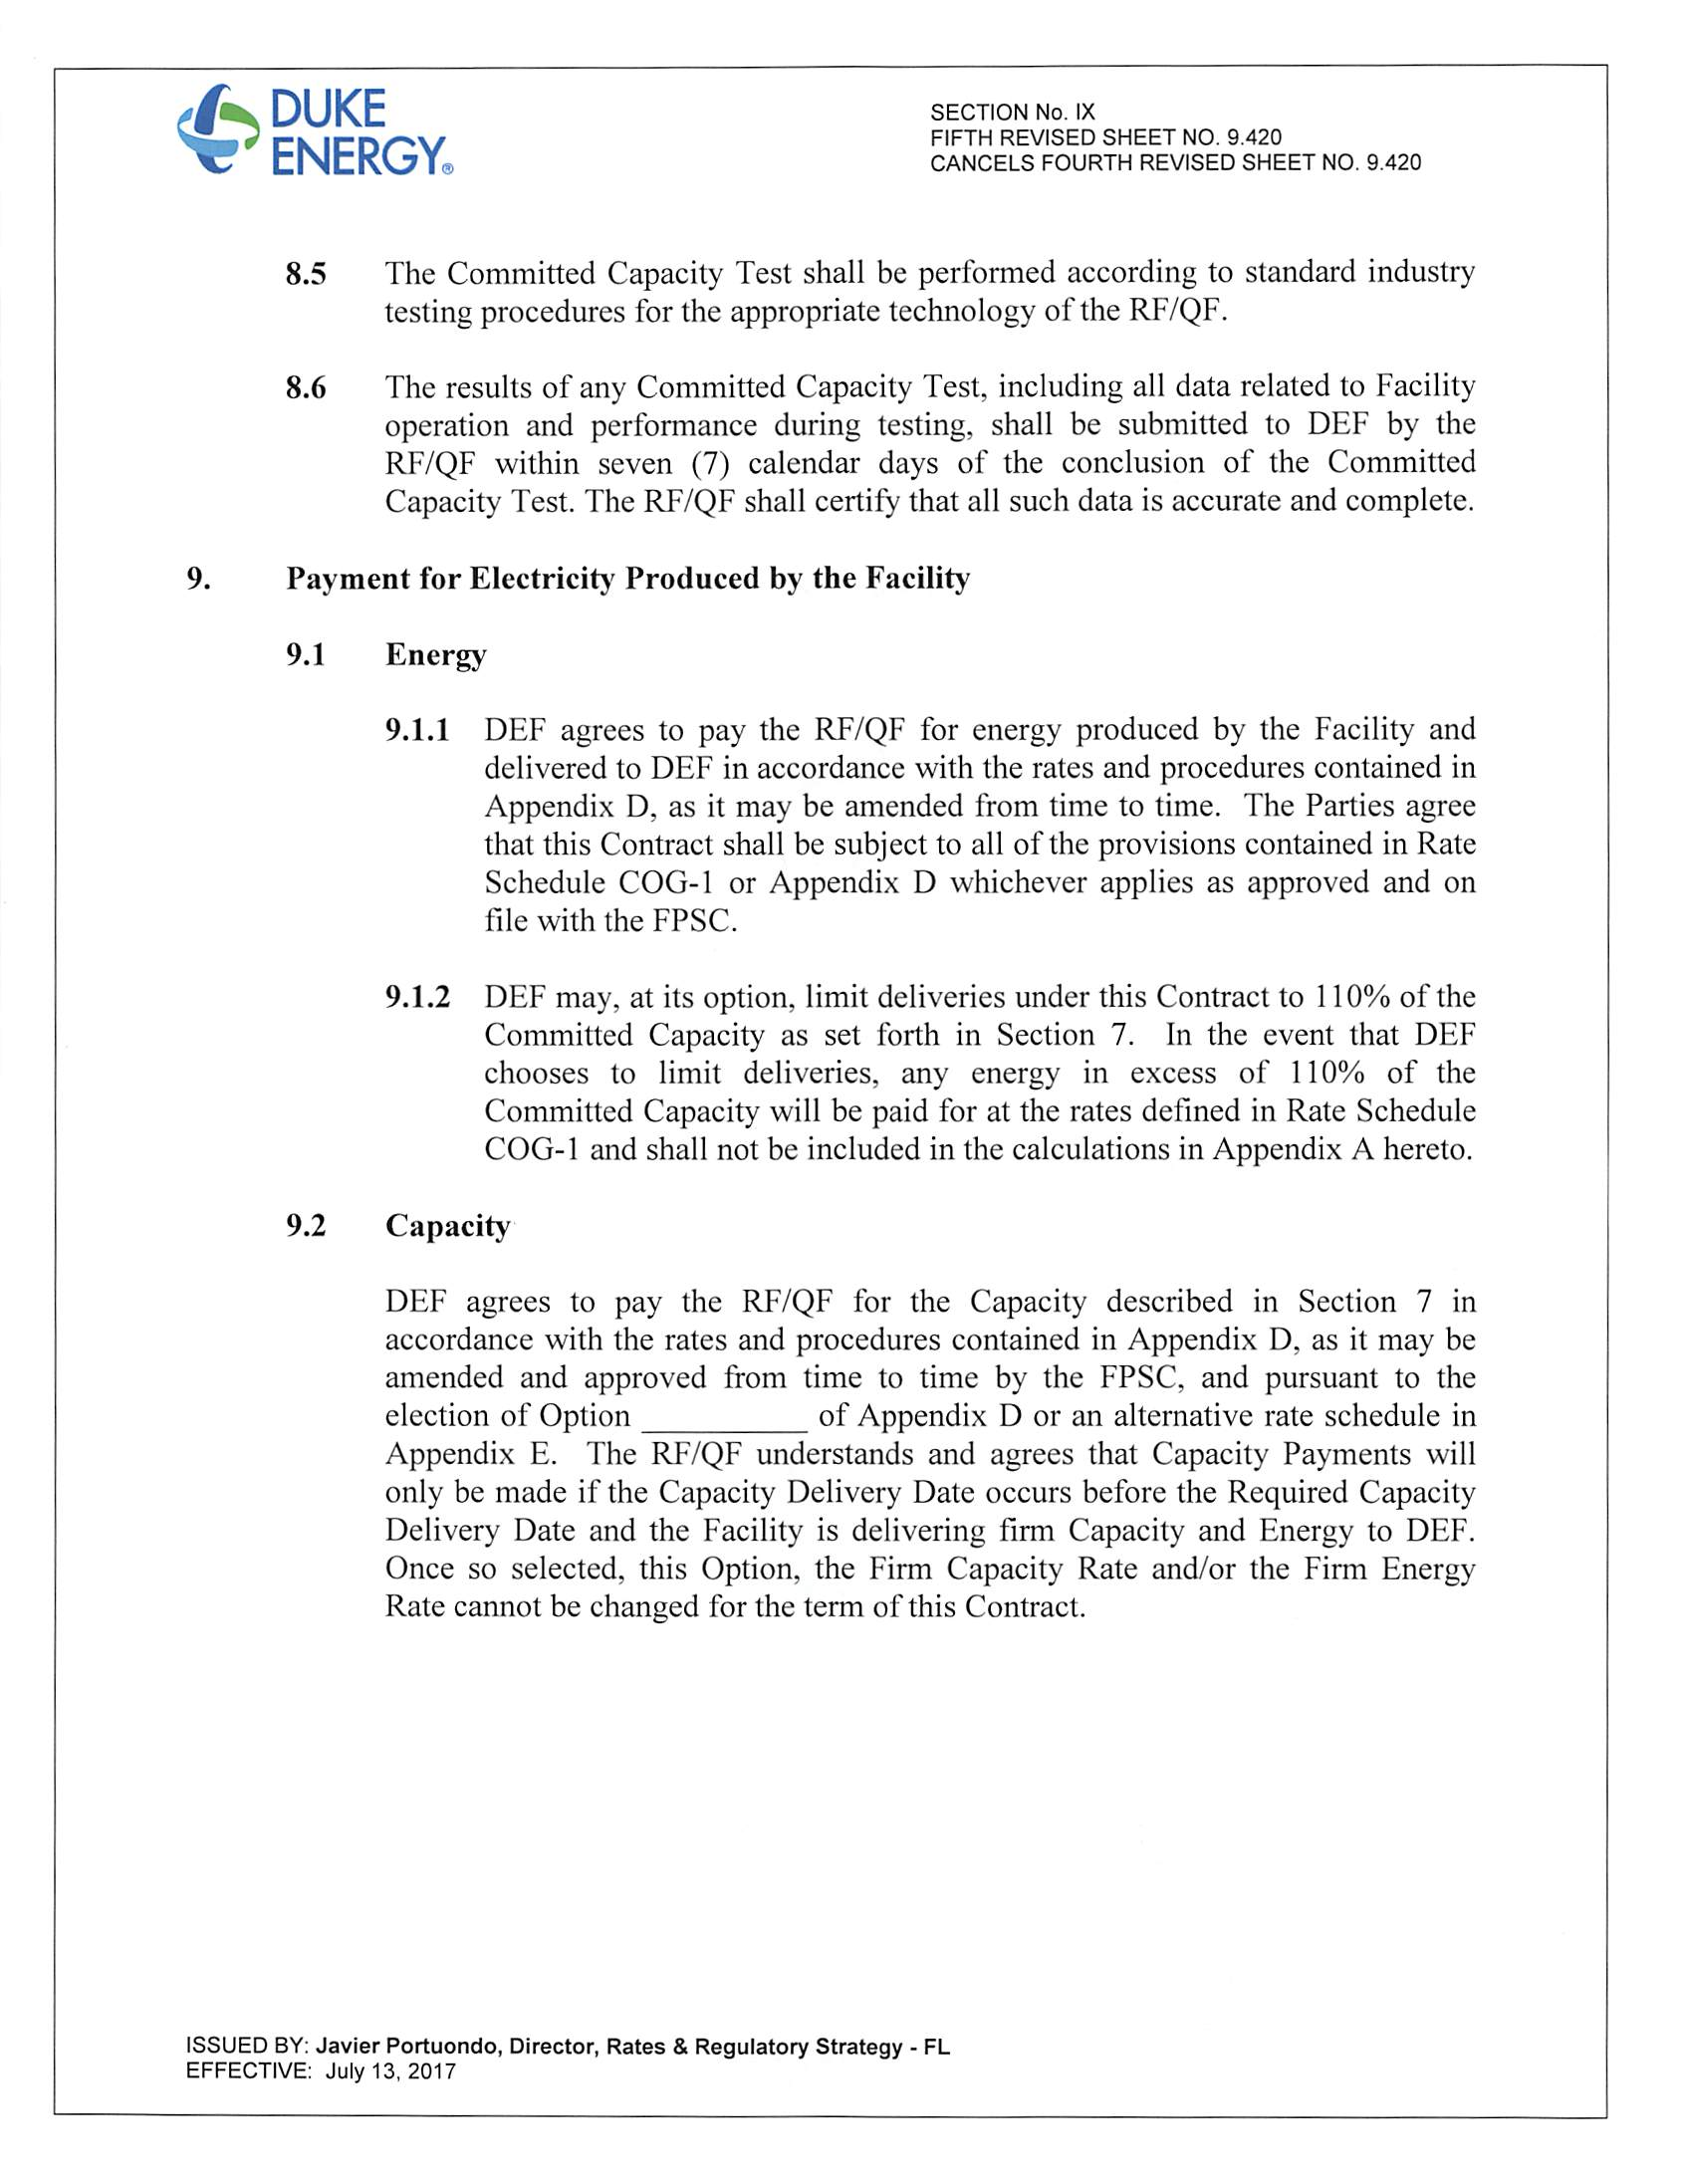 DUKE
ENERGY®
SECTION No. IX
FIFTH REVISED SHEET NO. 9.420
CANCELS FOURTH REVISED SHEET NO. 9.420
8.5 The Committed Capacity Test shall be performed according to standard industry
testing procedures for the appropriate technology of the RF/QF.
8.6 The results of any Committed Capacity Test, including all data related to Facility
operation and performance during testing, shall be submitted to DEF by the
RF/QF within seven (7) calendar days of the conclusion of the Committed
Capacity Test. The RF/QF shall certify that all such data is accurate and complete.
9. Payment for Electricity Produced by the Facility
9.1 Energy
9.1.1 DEF agrees to pay the RF/QF for energy produced by the Facility and
delivered to DEF in accordance with the rates and procedures contained in
Appendix D, as it may be amended from time to time. The Parties agree
that this Contract shall be subject to all of the provisions contained in Rate
Schedule COG-1 or Appendix D whichever applies as approved and on
file with the FPSC.
9.1.2 DEF may, at its option, limit deliveries under this Contract to 110% of the
Committed Capacity as set forth in Section 7. In the event that DEF
chooses to limit deliveries, any energy in excess of 110% of the
Committed Capacity will be paid for at the rates defined in Rate Schedule
COG-1 and shall not be included in the calculations in Appendix A hereto.
9.2 Capacity
DEF agrees to pay the RF/QF for the Capacity described in Section 7 in
accordance with the rates and procedures contained in Appendix D, as it may be
amended and approved from time to time by the FPSC, and pursuant to the
election of Option __________ of Appendix D or an alternative rate schedule in
Appendix E. The RF/QF understands and agrees that Capacity Payments will
only be made if the Capacity Delivery Date occurs before the Required Capacity
Delivery Date and the Facility is delivering firm Capacity and Energy to DEF.
Once so selected, this Option, the Firm Capacity Rate and/or the Firm Energy
Rate cannot be changed for the term of this Contract.
ISSUED BY: Javier Portuondo, Director, Rates & Regulatory Strategy - FL
EFFECTIVE: July 13, 2017